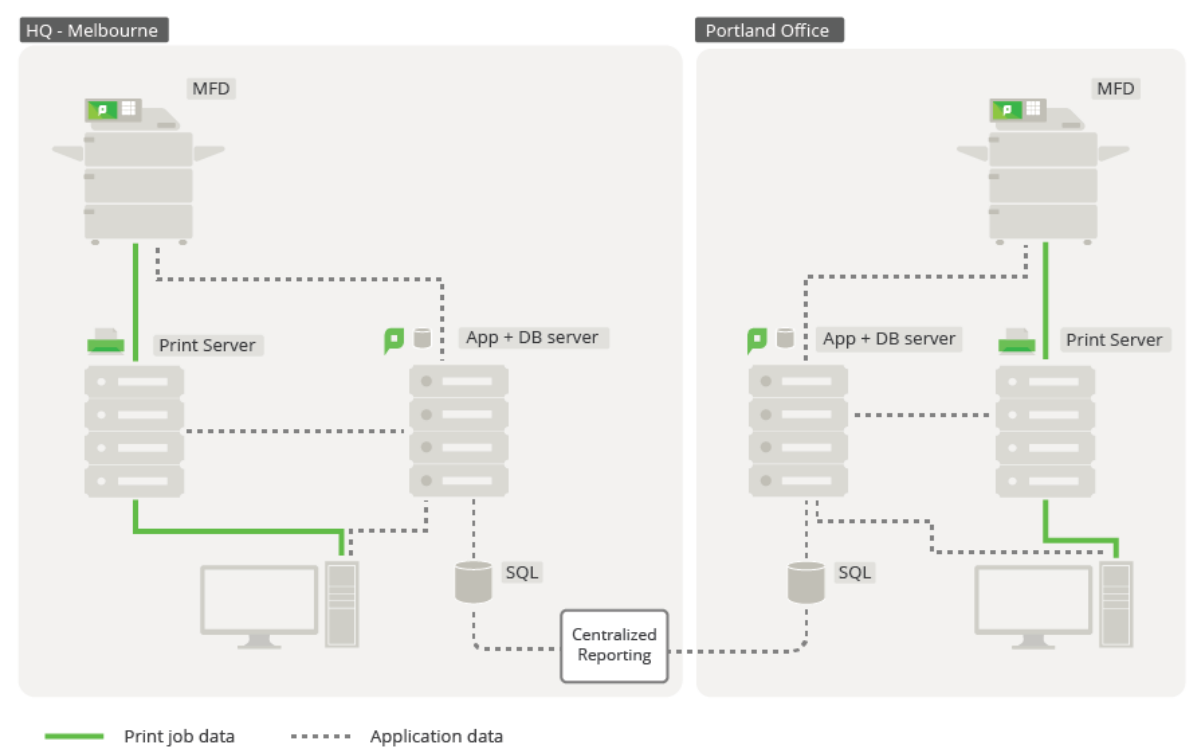 HQ - Melbourne
Portland Office
MFD
MFD
Print Server
App + DB server
App + DB server
Print Server
SQL
SQL
Centralized
Reporting
Print job data
Application data